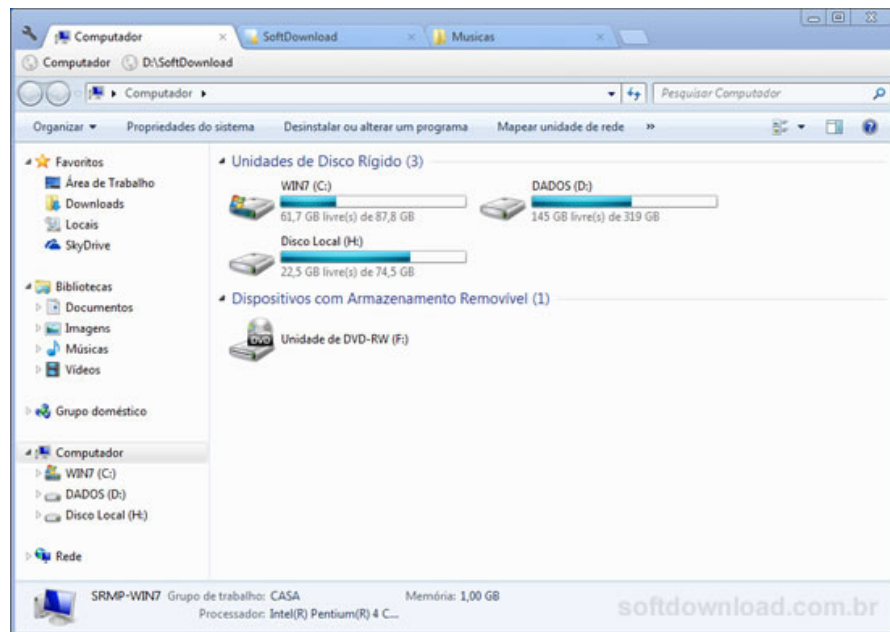 Computador SoftDownload Musicas
Computador D:\SoftDownload
Computador Pesquisar Computador
Organizar Propriedades do sistema Desinstalar ou alterar um programa Mapear unidade de rede »
Favoritos
Área de Trabalho
Downloads
Locais
SkyDrive
Bibliotecas
Documentos
Imagens
Músicas
Vídeos
Grupo doméstico
Computador
WIN7 (C:)
DADOS (D:)
Disco Local (H:)
Rede
Unidades de Disco Rígido (3)
WIN7 (C:)
61,7 GB livre(s) de 87,8 GB
DADOS (D:)
145 GB livre(s) de 319 GB
Disco Local (H:)
22,5 GB livre(s) de 74,5 GB
Dispositivos com Armazenamento Removível (1)
DVD
Unidade de DVD-RW (F:)
SRMP-WIN7 Grupo de trabalho: CASA Memória: 1,00 GB
Processador: Intel(R) Pentium(R) 4 C...
softdownload.com.br